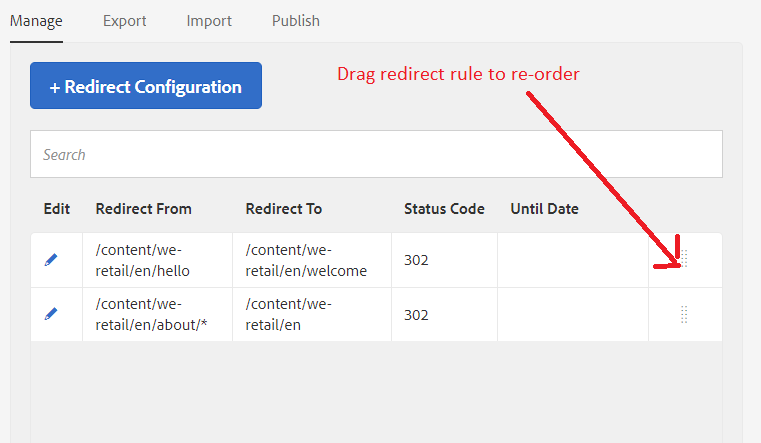 Manage Export Import Publish
+ Redirect Configuration
Drag redirect rule to re-order
Search
Edit Redirect From Redirect To Status Code Until Date
/content/we-
retail/en/hello
/content/we-
retail/en/welcome
302
/content/we-
retail/en/about/*
/content/we-
retail/en
302